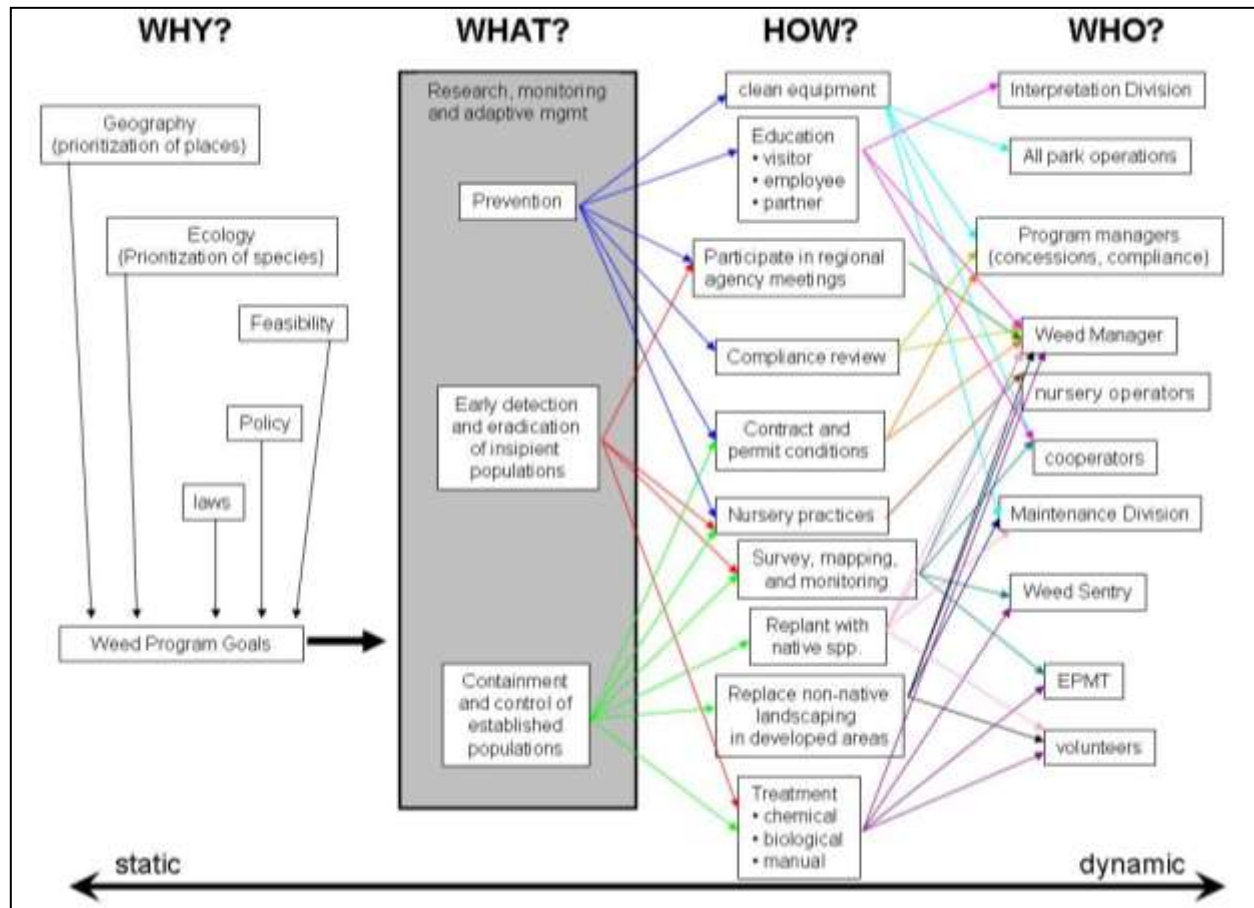 WHY?
WHAT?
HOW?
WHO?
Geography
(prioritization of places)
Ecology
(Prioritization of species)
Feasibility
Policy
laws
Weed Program Goals
Research, monitoring
and adaptive mgmt
Prevention
Early detection
and eradication
of insipient
populations
Containment
and control of
established
populations
clean equipment
Education
• visitor
• employee
• partner
Participate in regional
agency meetings
Compliance review
Contract and
permit conditions
Nursery practices
Survey, mapping,
and monitoring
Replant with
native spp.
Replace non-native
landscaping
in developed areas
Treatment
• chemical
• biological
• manual
Interpretation Division
All park operations
Program managers
(concessions, compliance)
Weed Manager
nursery operators
cooperators
Maintenance Division
Weed Sentry
EPMT
volunteers
static
dynamic